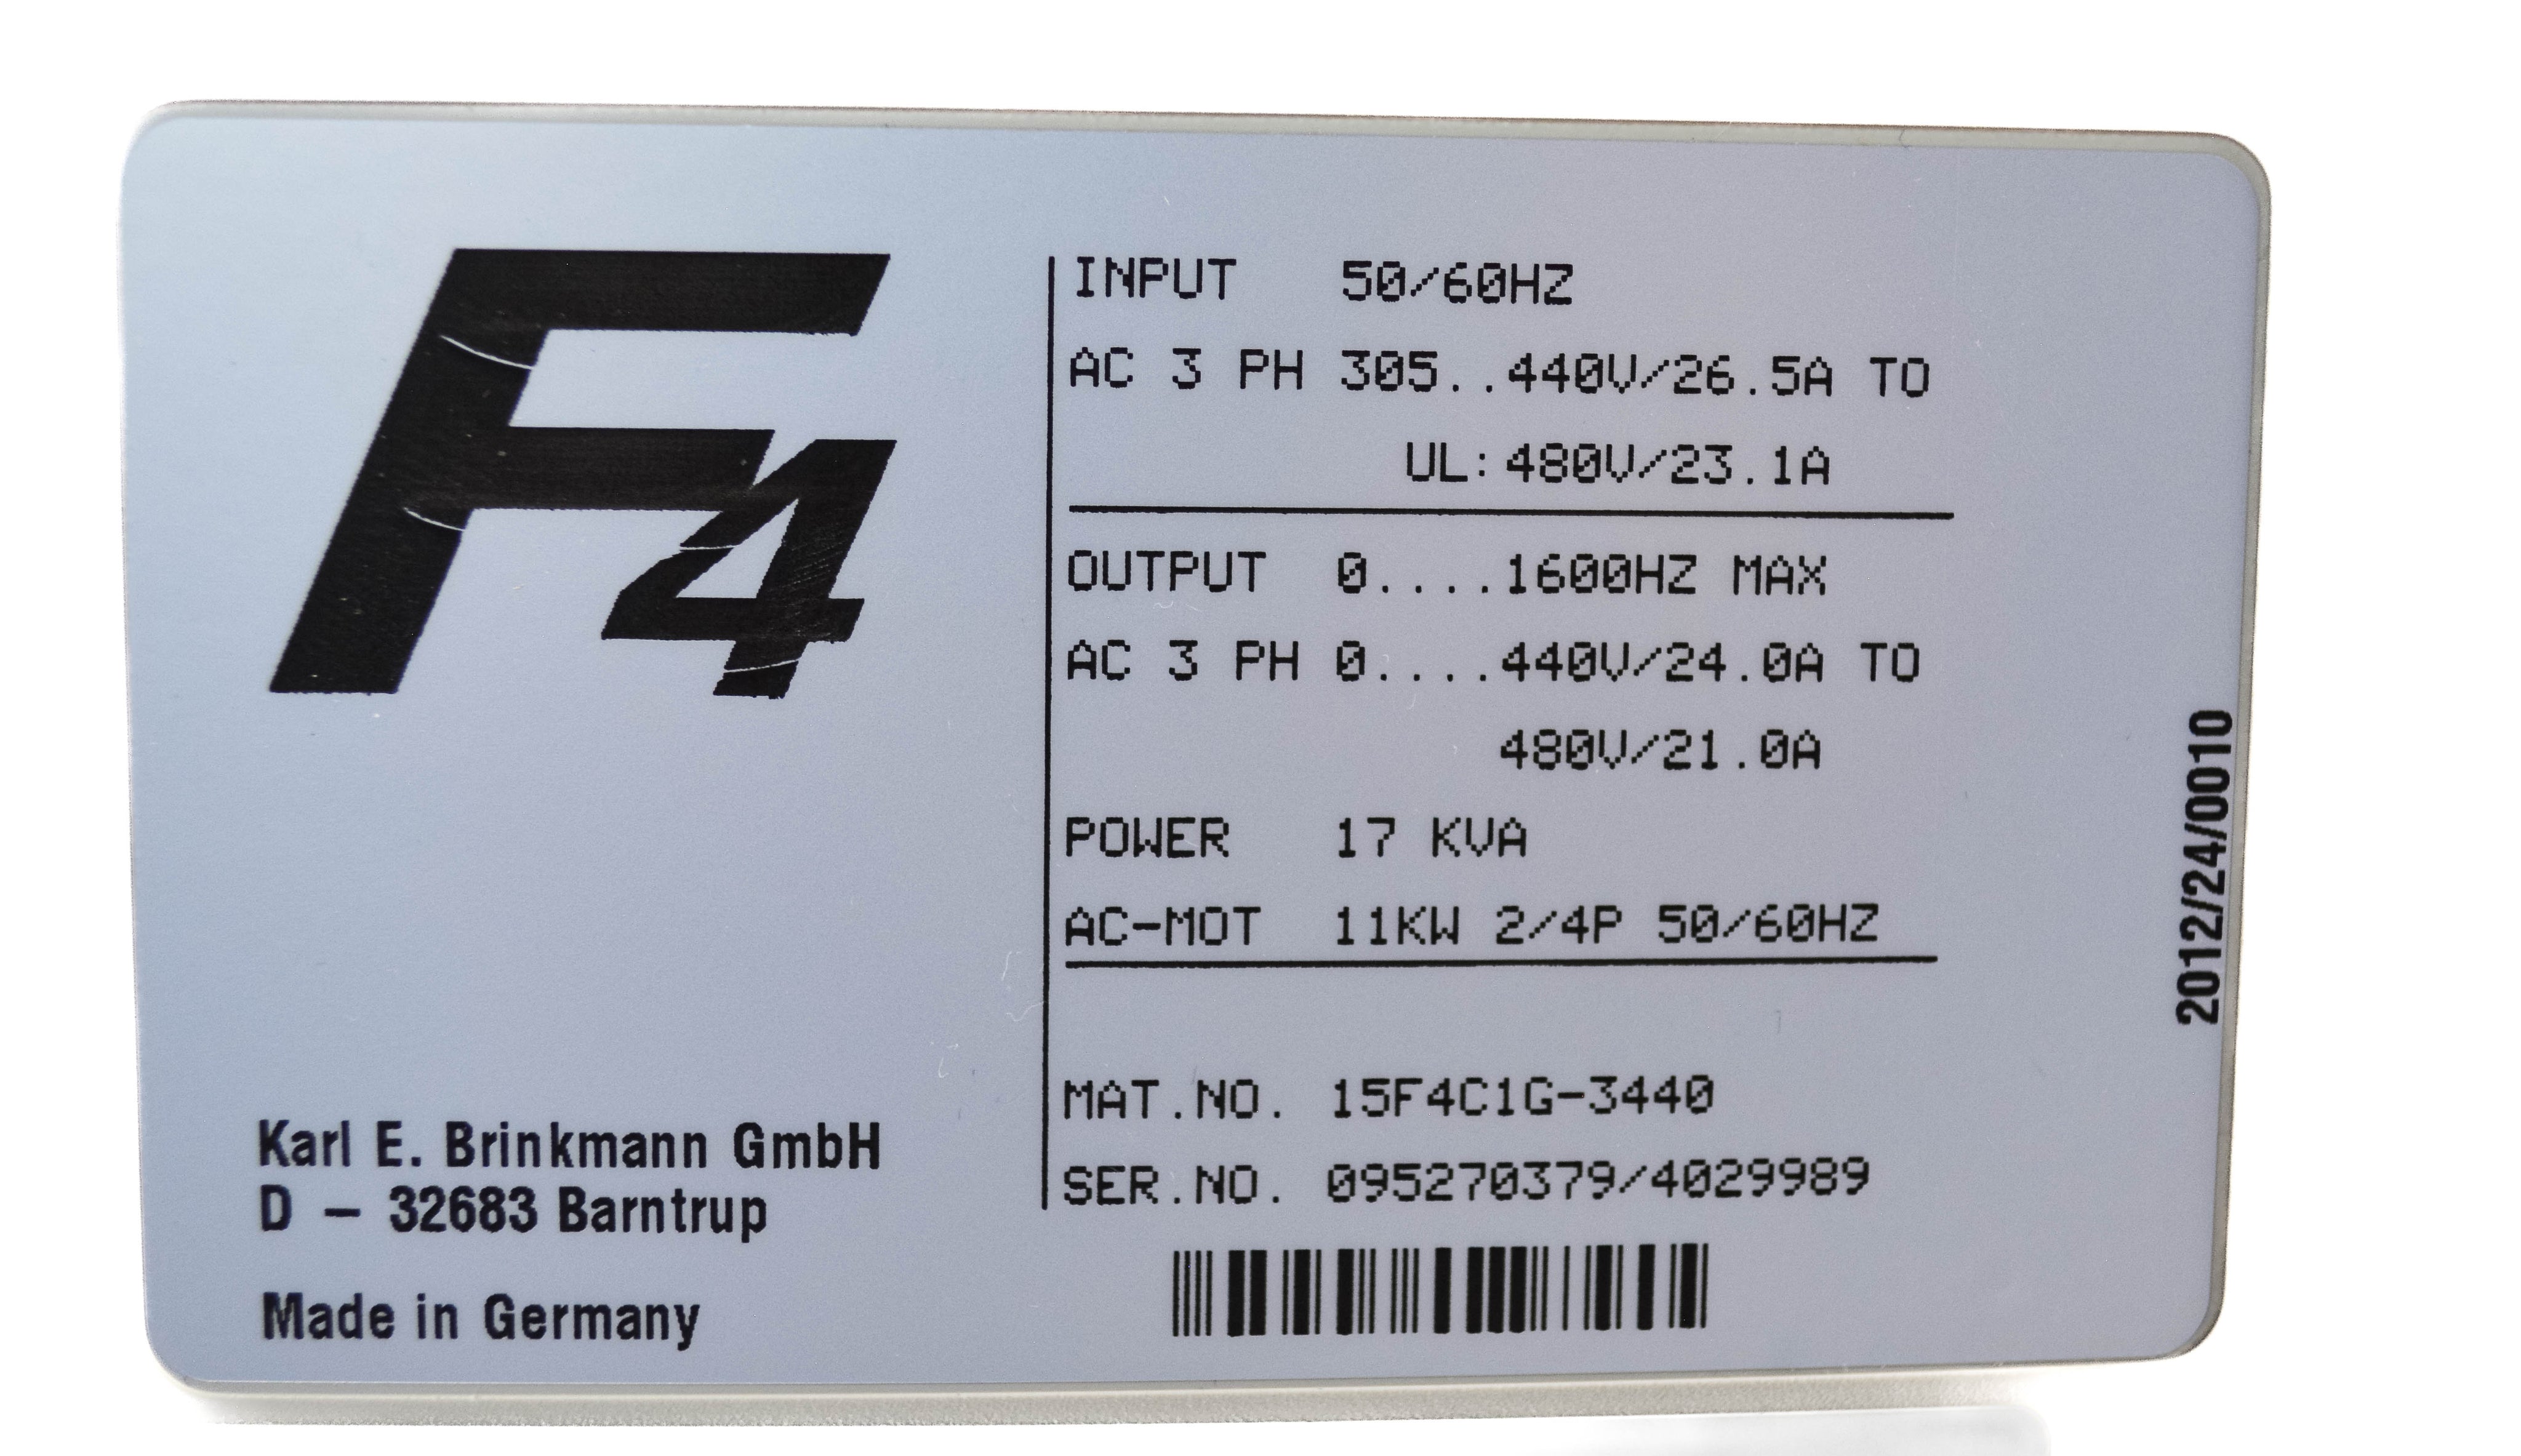 F4
INPUT 50/60HZ
AC 3 PH 305..440V/26.5A TO
UL:480V/23.1A
OUTPUT 0....1600HZ MAX
AC 3 PH 0....440V/24.0A TO
480V/21.0A
POWER 17 KVA
AC-MOT 11KW 2/4P 50/60HZ
MAT.NO. 15F4C1G-3440
SER.NO. 095270379/4029989
Karl E. Brinkmann GmbH
D – 32683 Barntrup
Made in Germany
2012/24/0010